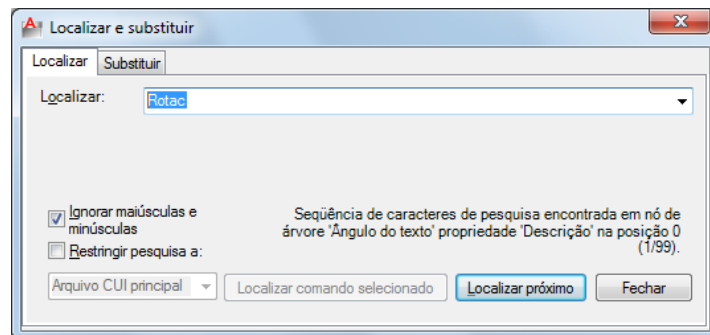 Localizar e substituir
Localizar Substituir
Localizar: Rotac
Ignorar maiúsculas e
minúsculas
Restringir pesquisa a:
Seqüência de caracteres de pesquisa encontrada em nó de
árvore 'Ângulo do texto' propriedade 'Descrição' na posição 0
(1/99).
Arquivo CUI principal Localizar comando selecionado Localizar próximo Fechar